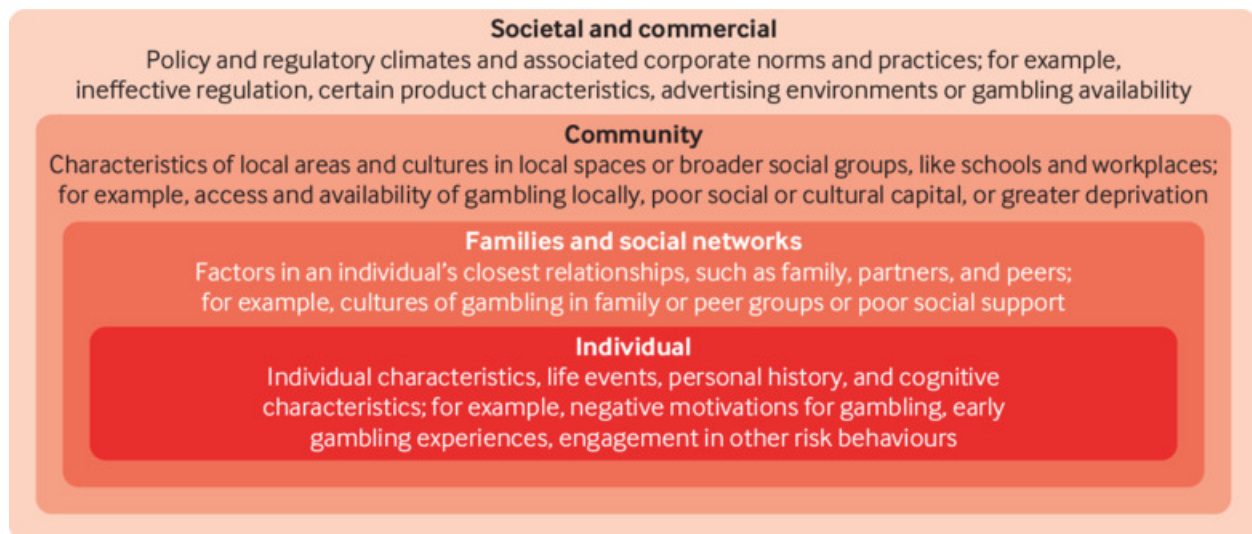 Societal and commercial
Policy and regulatory climates and associated corporate norms and practices; for example,
ineffective regulation, certain product characteristics, advertising environments or gambling availability
Community
Characteristics of local areas and cultures in local spaces or broader social groups, like schools and workplaces;
for example, access and availability of gambling locally, poor social or cultural capital, or greater deprivation
Families and social networks
Factors in an individual’s closest relationships, such as family, partners, and peers;
for example, cultures of gambling in family or peer groups or poor social support
Individual
Individual characteristics, life events, personal history, and cognitive
characteristics; for example, negative motivations for gambling, early
gambling experiences, engagement in other risk behaviours